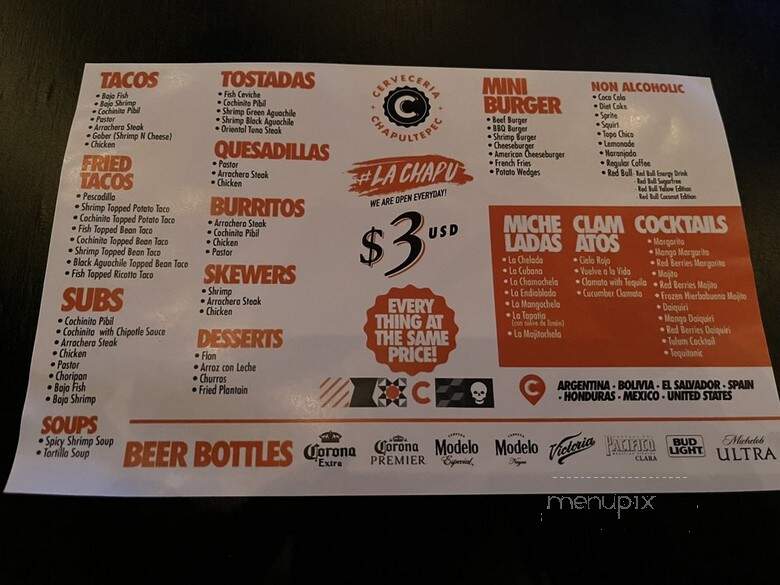 TACOS
• Baja Fish
• Baja Shrimp
• Cochinita Pibil
• Pastor
• Arrachera Steak
• Gober (Shrimp N Cheese)
• Chicken
FRIED
TACOS
• Pescadilla
• Shrimp Topped Potato Taco
• Cochinita Topped Potato Taco
• Fish Topped Bean Taco
• Cochinita Topped Bean Taco
• Shrimp Topped Bean Taco
• Black Aguachile Topped Bean Taco
• Fish Topped Ricotta Taco
SUBS
• Cochinita Pibil
• Cochinita with Chipotle Sauce
• Arrachera Steak
• Chicken
• Pastor
• Choripan
• Baja Fish
• Baja Shrimp
SOUPS
• Spicy Shrimp Soup
• Tortilla Soup
TOSTADAS
• Fish Ceviche
• Cochinita Pibil
• Shrimp Green Aguachile
• Shrimp Black Aguachile
• Oriental Tuna Steak
QUESADILLAS
• Pastor
• Arrachera Steak
• Chicken
BURRITOS
• Arrachera Steak
• Cochinita Pibil
• Chicken
• Pastor
SKEWERS
• Shrimp
• Arrachera Steak
• Chicken
DESSERTS
• Flan
• Arroz con Leche
• Churros
• Fried Plantain
CERVECERIA
C
CHAPULTEPEC
#LA CHAPU
WE ARE OPEN EVERYDAY!
$3 USD
EVERY
THING AT
THE SAME
PRICE!
C
MINI
BURGER
• Beef Burger
• BBQ Burger
• Shrimp Burger
• Cheeseburger
• American Cheeseburger
• French Fries
• Potato Wedges
NON ALCOHOLIC
• Coca Cola
• Diet Coke
• Sprite
• Squirt
• Topo Chico
• Lemonade
• Naranjada
• Regular Coffee
• Red Bull • Red Bull Energy Drink
• Red Bull Sugarfree
• Red Bull Yellow Edition
• Red Bull Coconut Edition
MICHE
LADAS
• La Chelada
• La Cubana
• La Chamochela
• La Endiablada
• La Mangochela
• La Tapatia
(con nieve de limón)
• La Mojitochela
CLAM
ATOS
• Cielo Rojo
• Vuelve a la Vida
• Clamato with Tequila
• Cucumber Clamato
COCKTAILS
• Margarita
• Mango Margarita
• Red Berries Margarita
• Mojito
• Red Berries Mojito
• Frozen Hierbabuena Mojito
• Daiquiri
• Mango Daiquiri
• Red Berries Daiquiri
• Tulum Cocktail
• Tequitonic
C
ARGENTINA • BOLIVIA • EL SALVADOR • SPAIN
• HONDURAS • MEXICO • UNITED STATES
BEER BOTTLES
Corona
Extra
Corona
PREMIER
Modelo
Especial
Modelo
Negra
Victoria
PACIFICO
CLARA
BUD
LIGHT
Michelob
ULTRA
menupix